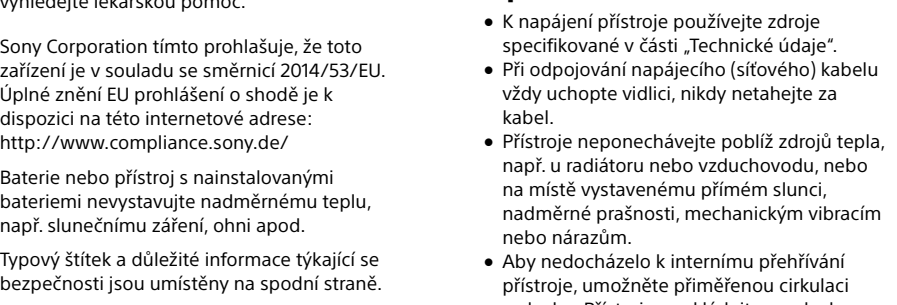 vyhledejte lékařskou pomoc.
Sony Corporation tímto prohlašuje, že toto
zařízení je v souladu se směrnicí 2014/53/EU.
Úplné znění EU prohlášení o shodě je k
dispozici na této internetové adrese:
http://www.compliance.sony.de/
Baterie nebo přístroj s nainstalovanými
bateriemi nevystavujte nadměrnému teplu,
např. slunečnímu záření, ohni apod.
Typový štítek a důležité informace týkající se
bezpečnosti jsou umístěny na spodní straně.
● K napájení přístroje používejte zdroje
specifikované v části „Technické údaje“.
● Při odpojování napájecího (síťového) kabelu
vždy uchopte vidlici, nikdy netahejte za
kabel.
● Přístroje neponechávejte poblíž zdrojů tepla,
např. u radiátoru nebo vzduchovodu, nebo
na místě vystavenému přímém slunci,
nadměrné prašnosti, mechanickým vibracím
nebo nárazům.
● Aby nedocházelo k internímu přehřívání
přístroje, umožněte přiměřenou cirkulaci